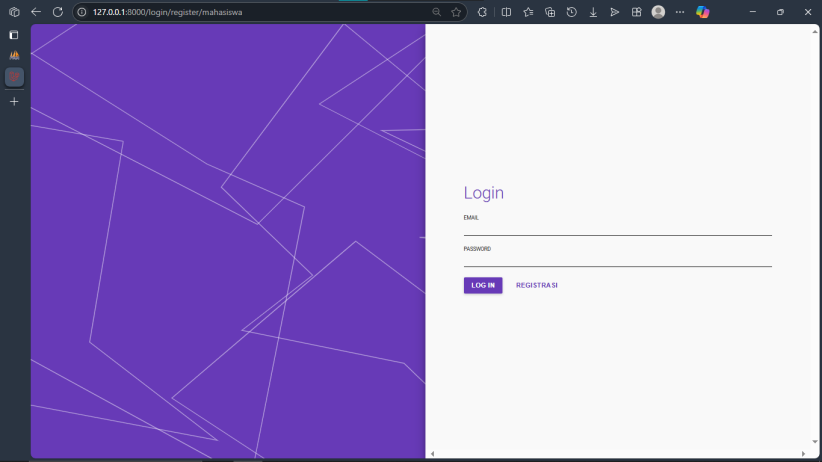 127.0.0.1:8000/login/register/mahasiswa
Login
EMAIL
PASSWORD
LOG IN
REGISTRASI